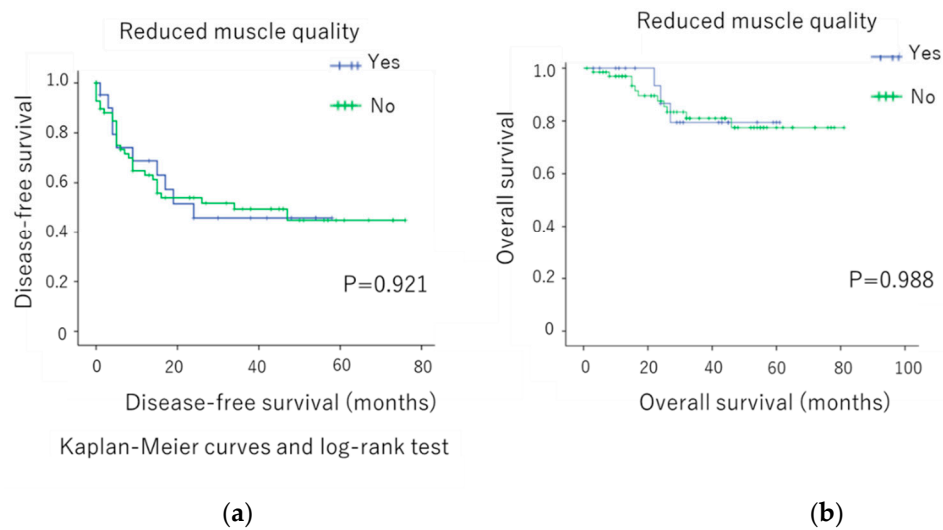 Reduced muscle quality
Yes
No
1.0
0.8
0.6
0.4
0.2
0
Disease-free survival
P=0.921
0 20 40 60 80
Disease-free survival (months)
Kaplan-Meier curves and log-rank test
(a)
Reduced muscle quality
Yes
No
1.0
0.8
0.6
0.4
0.2
0
Overall survival
P=0.988
0 20 40 60 80 100
Overall survival (months)
(b)